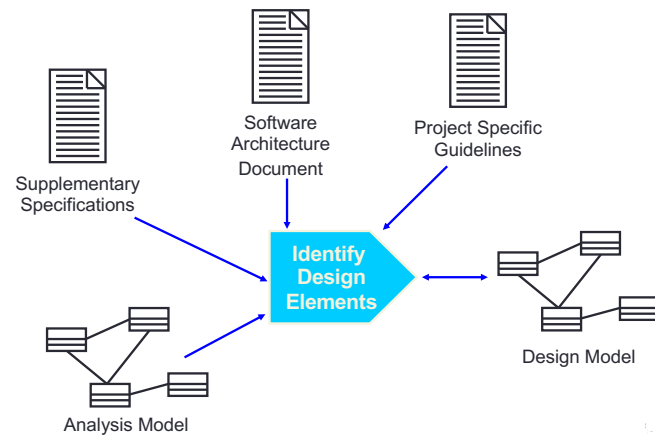 Software
Architecture
Document
Project Specific
Guidelines
Supplementary
Specifications
Identify
Design
Elements
Design Model
Analysis Model